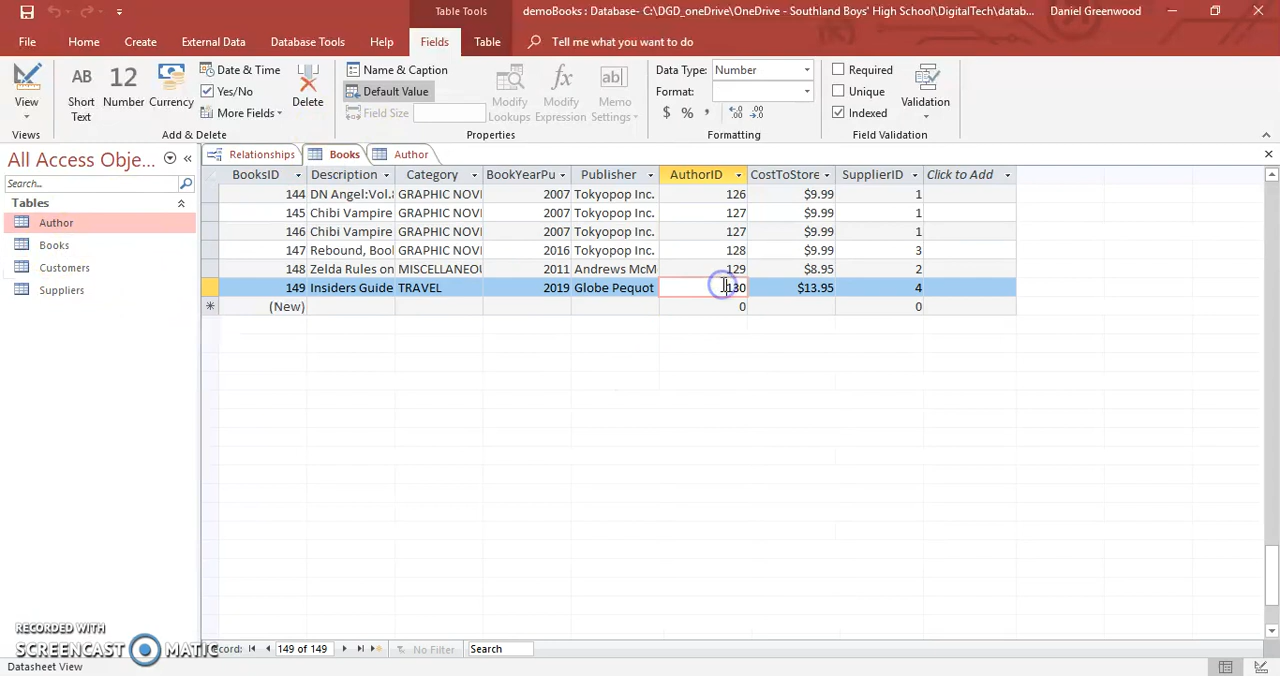 Table Tools
demoBooks : Database- C:\DGD_oneDrive\OneDrive - Southland Boys' High School\DigitalTech\datab...
Daniel Greenwood
File Home Create External Data Database Tools Help Fields Table Tell me what you want to do
View
Views
AB
Short
Text
12
Number
Currency
Date & Time
Yes/No
More Fields
Delete
Add & Delete
Name & Caption
Default Value
Field Size
Modify
Lookups
fx
Modify
Expression
ab
Memo
Settings
Properties
Data Type: Number
Format:
$ % ,
Formatting
Required
Unique
Indexed
Validation
Field Validation
All Access Obje...
Search...
Tables
Author
Books
Customers
Suppliers
Relationships Books Author
BooksID Description Category BookYearPu Publisher AuthorID CostToStore SupplierID Click to Add
144 DN Angel:Vol.8 GRAPHIC NOVE 2007 Tokyopop Inc. 126 $9.99 1
145 Chibi Vampire GRAPHIC NOVE 2007 Tokyopop Inc. 127 $9.99 1
146 Chibi Vampire GRAPHIC NOVE 2007 Tokyopop Inc. 127 $9.99 1
147 Rebound, Boo GRAPHIC NOVE 2016 Tokyopop Inc. 128 $9.99 3
148 Zelda Rules on MISCELLANEOU 2011 Andrews McM 129 $8.95 2
149 Insiders Guide TRAVEL 2019 Globe Pequot 130 $13.95 4
(New) 0 0
RECORDED WITH
SCREENCAST MATIC
Record: 149 of 149 No Filter Search
Datasheet View